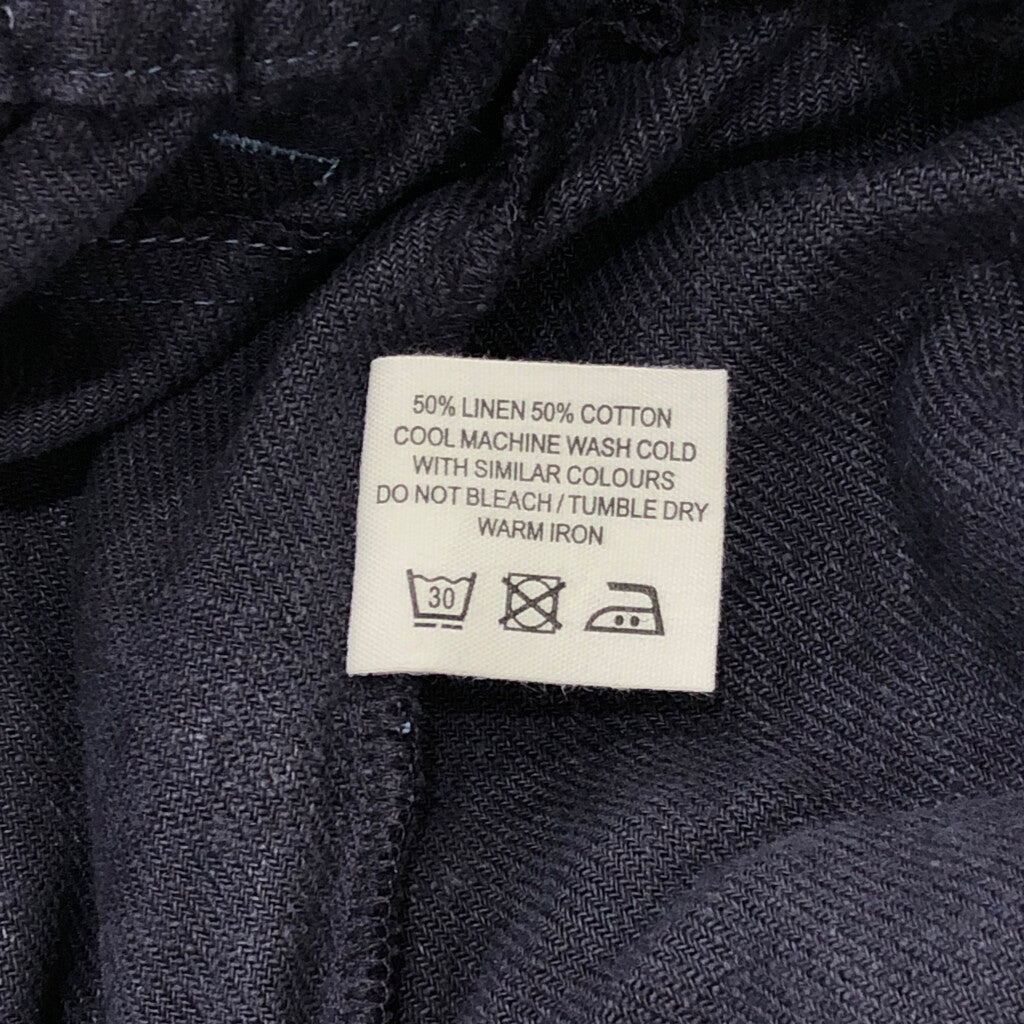 50% LINEN 50% COTTON
COOL MACHINE WASH COLD
WITH SIMILAR COLOURS
DO NOT BLEACH / TUMBLE DRY
WARM IRON
30